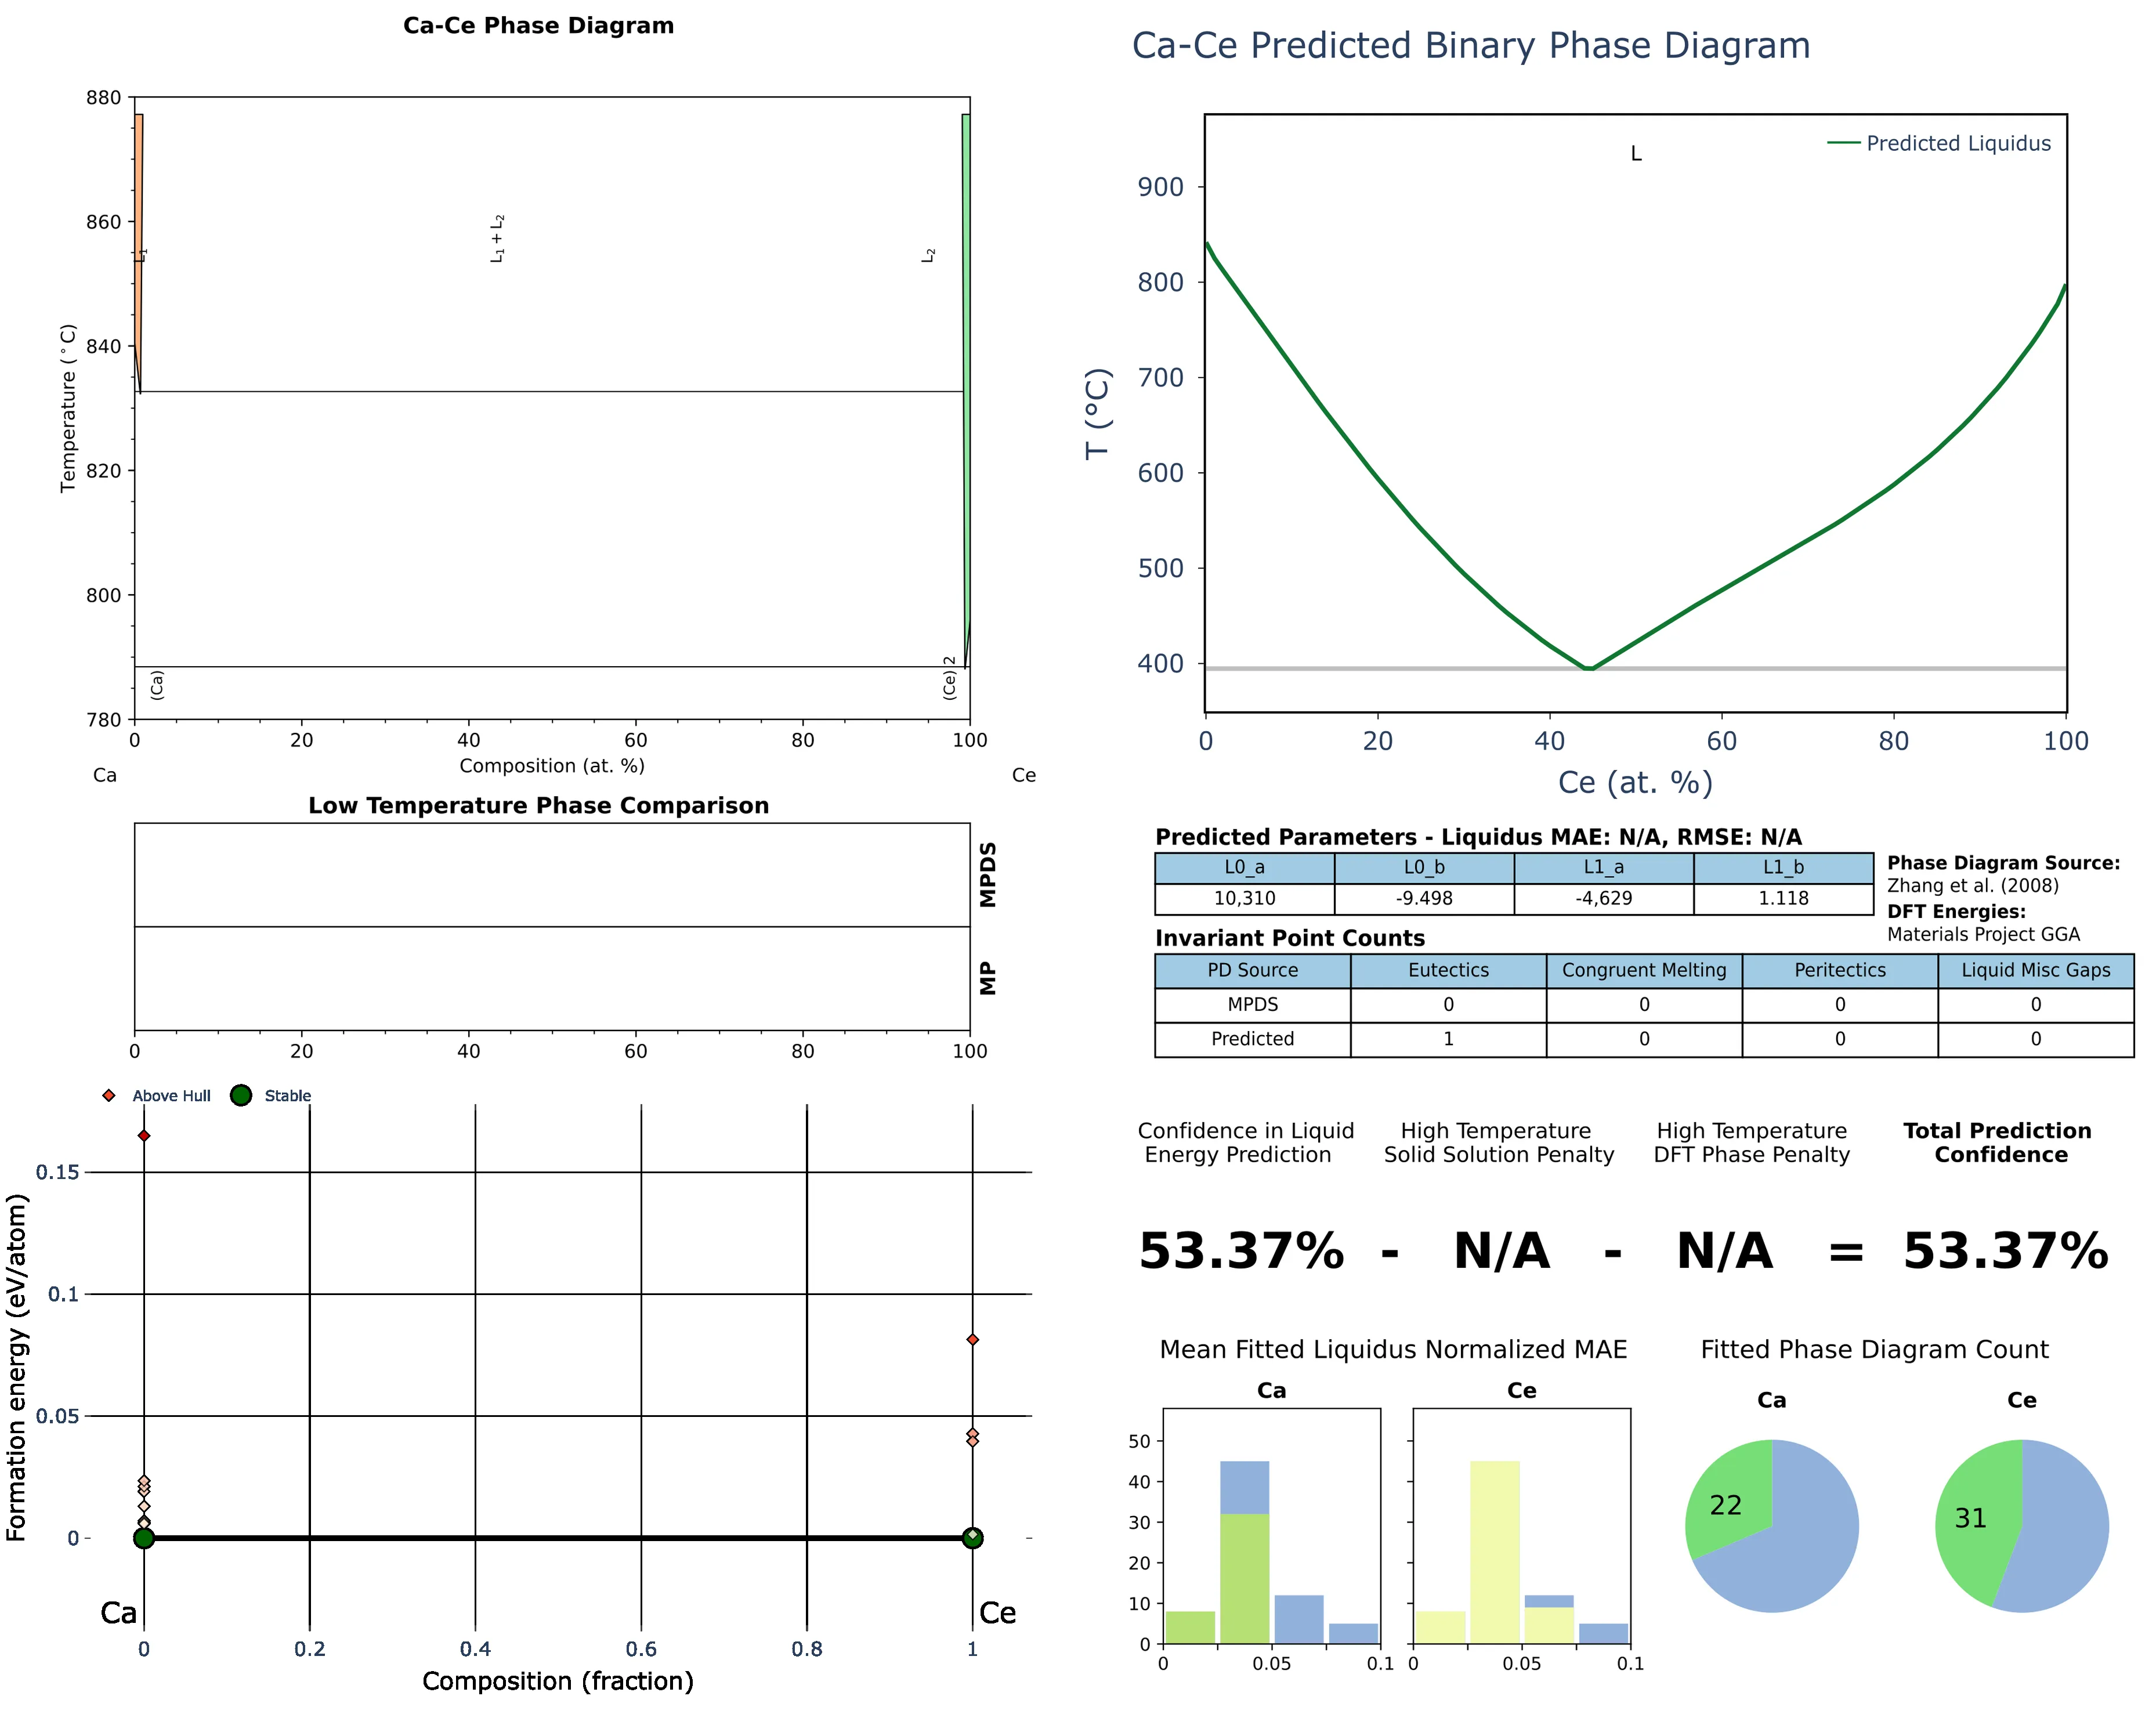 Ca-Ce Phase Diagram
880
860
840
820
800
780
Temperature (°C)
L1
L1 + L2
L2
(Ca)
(Ce) 2
0 20 40 60 80 100
Composition (at. %)
Ca Ce
Low Temperature Phase Comparison
MPDS
MP
0 20 40 60 80 100
Above Hull Stable
0.15
0.1
0.05
0
Formation energy (eV/atom)
Ca Ce
0 0.2 0.4 0.6 0.8 1
Composition (fraction)
Ca-Ce Predicted Binary Phase Diagram
L
Predicted Liquidus
900
800
700
600
500
400
T (°C)
0 20 40 60 80 100
Ce (at. %)
Predicted Parameters - Liquidus MAE: N/A, RMSE: N/A
L0_a L0_b L1_a L1_b
10,310 -9.498 -4,629 1.118
Phase Diagram Source:
Zhang et al. (2008)
DFT Energies:
Materials Project GGA
Invariant Point Counts
PD Source Eutectics Congruent Melting Peritectics Liquid Misc Gaps
MPDS 0 0 0 0
Predicted 1 0 0 0
Confidence in Liquid
Energy Prediction
High Temperature
Solid Solution Penalty
High Temperature
DFT Phase Penalty
Total Prediction
Confidence
53.37% - N/A - N/A = 53.37%
Mean Fitted Liquidus Normalized MAE
Ca Ce
50
40
30
20
10
0
0 0.05 0.1 0 0.05 0.1
Fitted Phase Diagram Count
Ca Ce
22 31